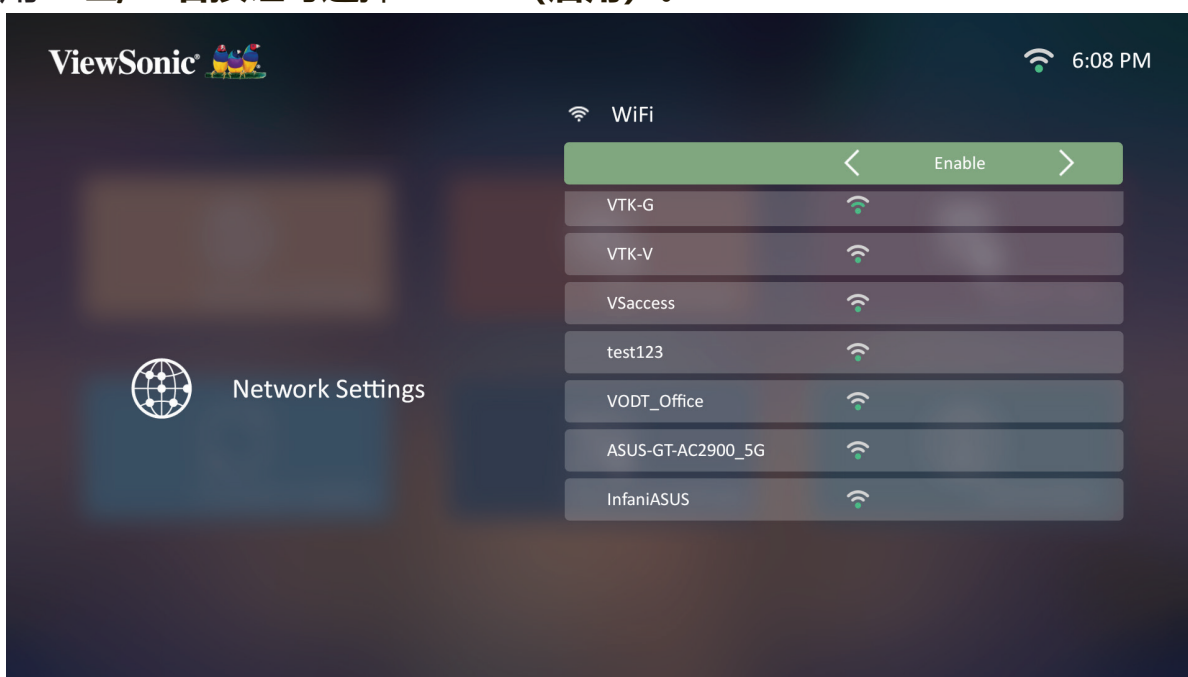 ViewSonic®
6:08 PM
WiFi
Enable
VTK-G
VTK-V
VSaccess
test123
Network Settings
VODT_Office
ASUS-GT-AC2900_5G
InfaniASUS